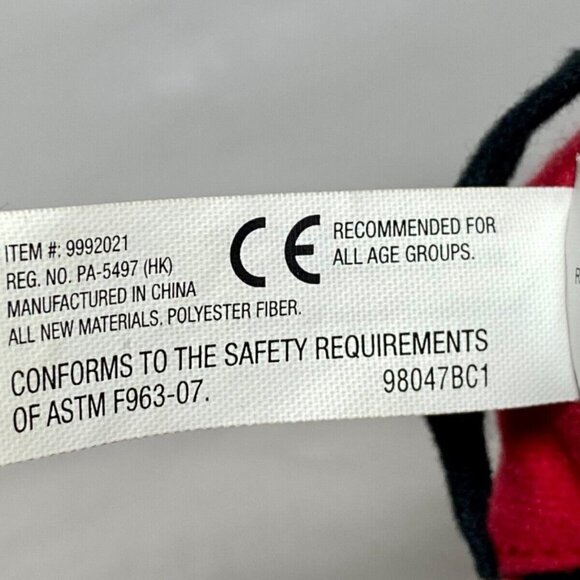 ITEM #: 9992021
REG. NO. PA-5497 (HK)
MANUFACTURED IN CHINA
ALL NEW MATERIALS. POLYESTER FIBER.
CE
RECOMMENDED FOR
ALL AGE GROUPS.
CONFORMS TO THE SAFETY REQUIREMENTS
OF ASTM F963-07.
98047BC1